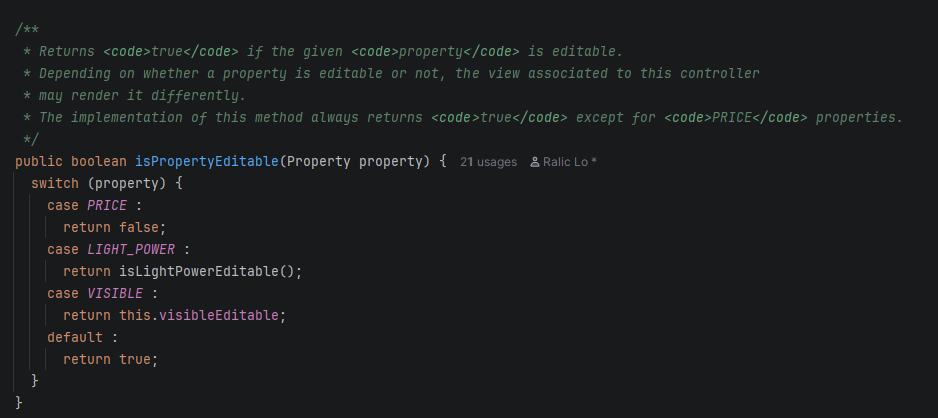 /**
 * Returns <code>true</code> if the given <code>property</code> is editable.
 * Depending on whether a property is editable or not, the view associated to this controller
 * may render it differently.
 * The implementation of this method always returns <code>true</code> except for <code>PRICE</code> properties.
 */
public boolean isPropertyEditable(Property property) {  21 usages  Ralic Lo *
  switch (property) {
    case PRICE :
      return false;
    case LIGHT_POWER :
      return isLightPowerEditable();
    case VISIBLE :
      return this.visibleEditable;
    default :
      return true;
  }
}